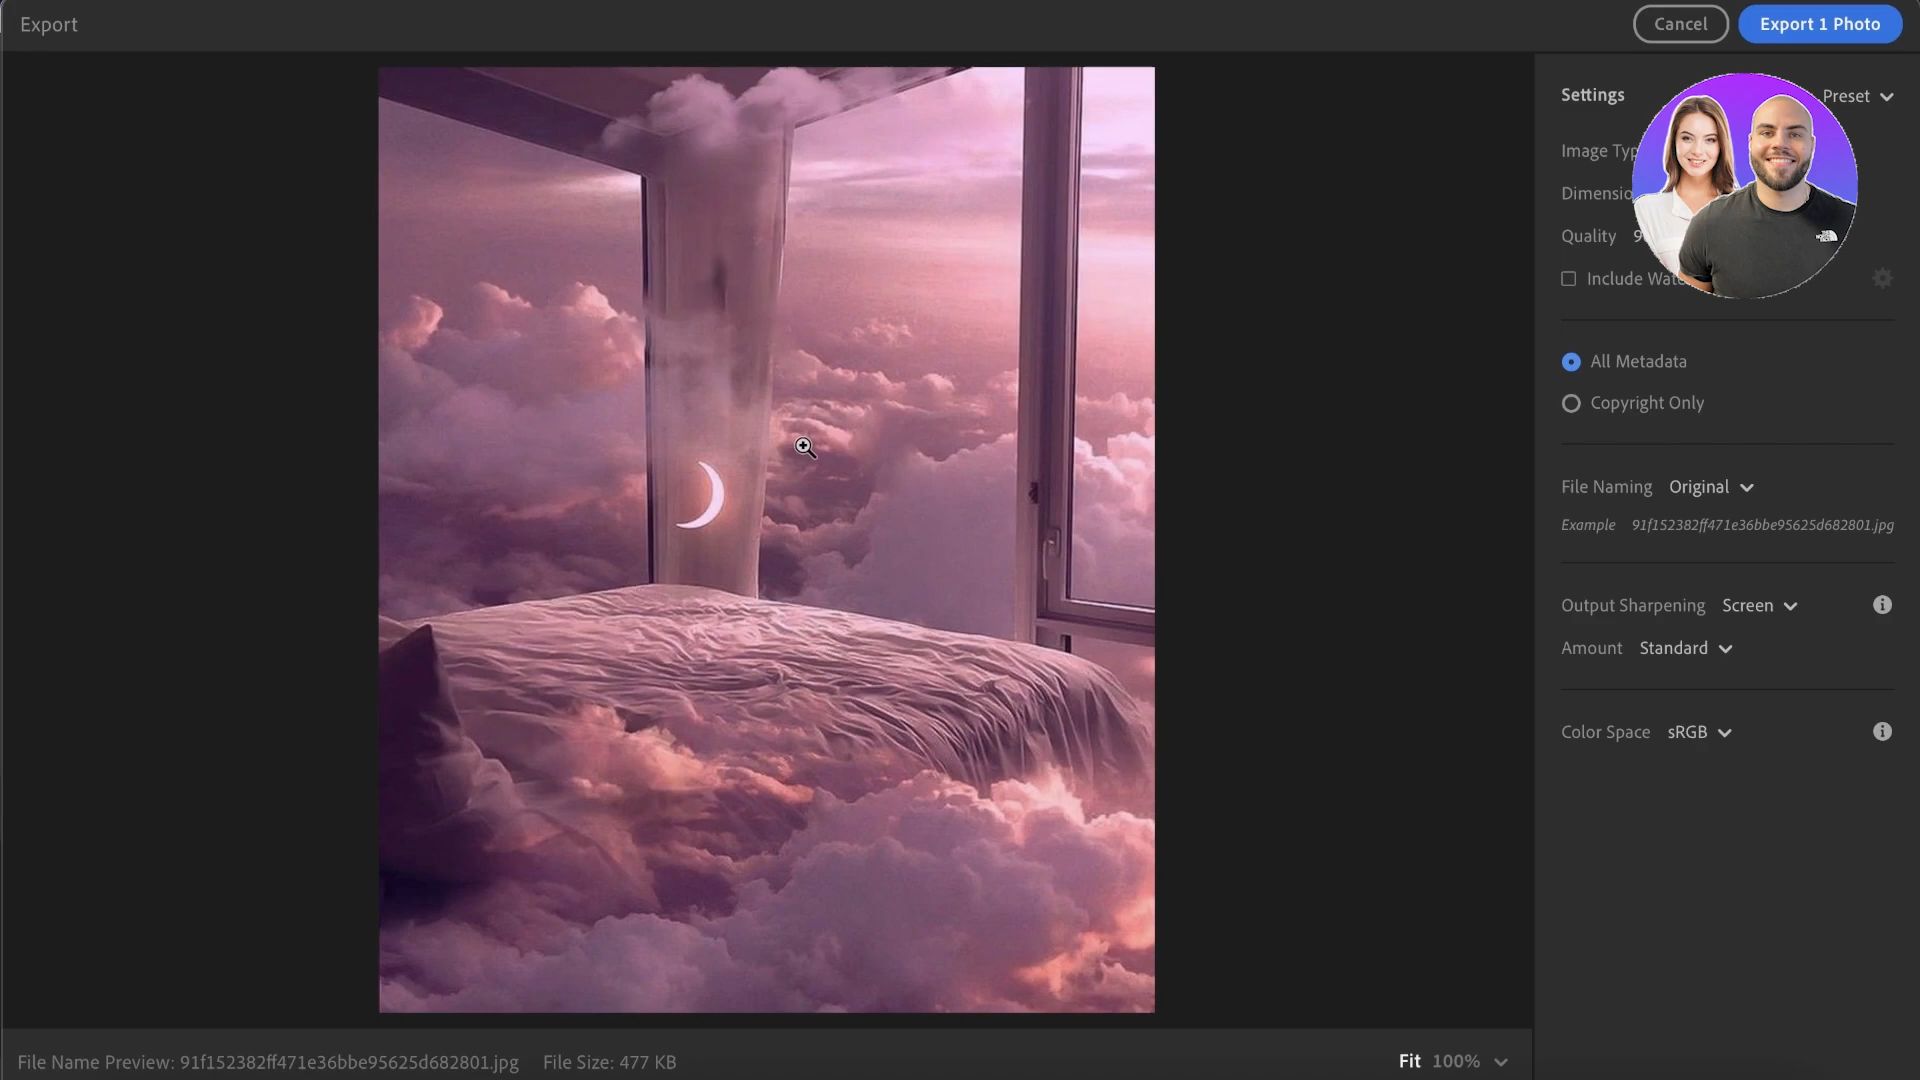 Export
Cancel
Export 1 Photo
Settings
Preset
Image Typ
Dimensio
Quality 9
Include Wat
All Metadata
Copyright Only
File Naming Original
Example 91f152382ff471e36bbe95625d682801.jpg
Output Sharpening Screen
Amount Standard
Color Space sRGB
File Name Preview: 91f152382ff471e36bbe95625d682801.jpg File Size: 477 KB
Fit 100%